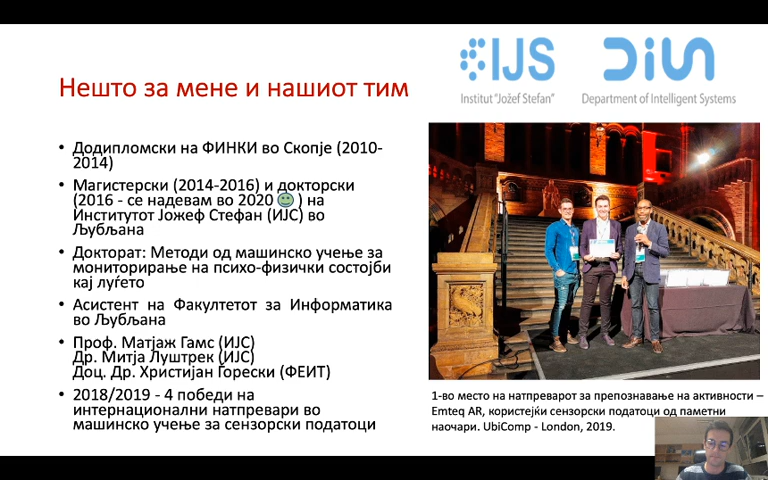 IJS
Institut "Jožef Stefan"
Department of Intelligent Systems
Нешто за мене и нашиот тим
• Додипломски на ФИНКИ во Скопје (2010-
2014)
• Магистерски (2014-2016) и докторски
(2016 - се надевам во 2020 ) на
Институтот Јожеф Стефан (ИЈС) во
Љубљана
• Докторат: Методи од машинско учење за
мониторирање на психо-физички состојби
кај луѓето
• Асистент на Факултетот за Информатика
во Љубљана
• Проф. Матјаж Гамс (ИЈС)
Др. Митја Луштрек (ИЈС)
Доц. Др. Христијан Горески (ФЕИТ)
• 2018/2019 - 4 победи на
интернационални натпревари во
машинско учење за сензорски податоци
1-во место на натпреварот за препознавање на активности –
Emteq AR, користејќи сензорски податоци од паметни
наочари. UbiComp - London, 2019.